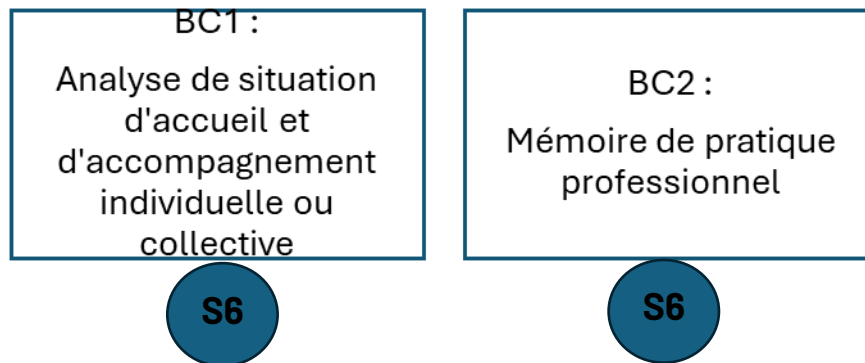 BC1 :
Analyse de situation
d'accueil et
d'accompagnement
individuelle ou
collective
S6
BC2 :
Mémoire de pratique
professionnel
S6